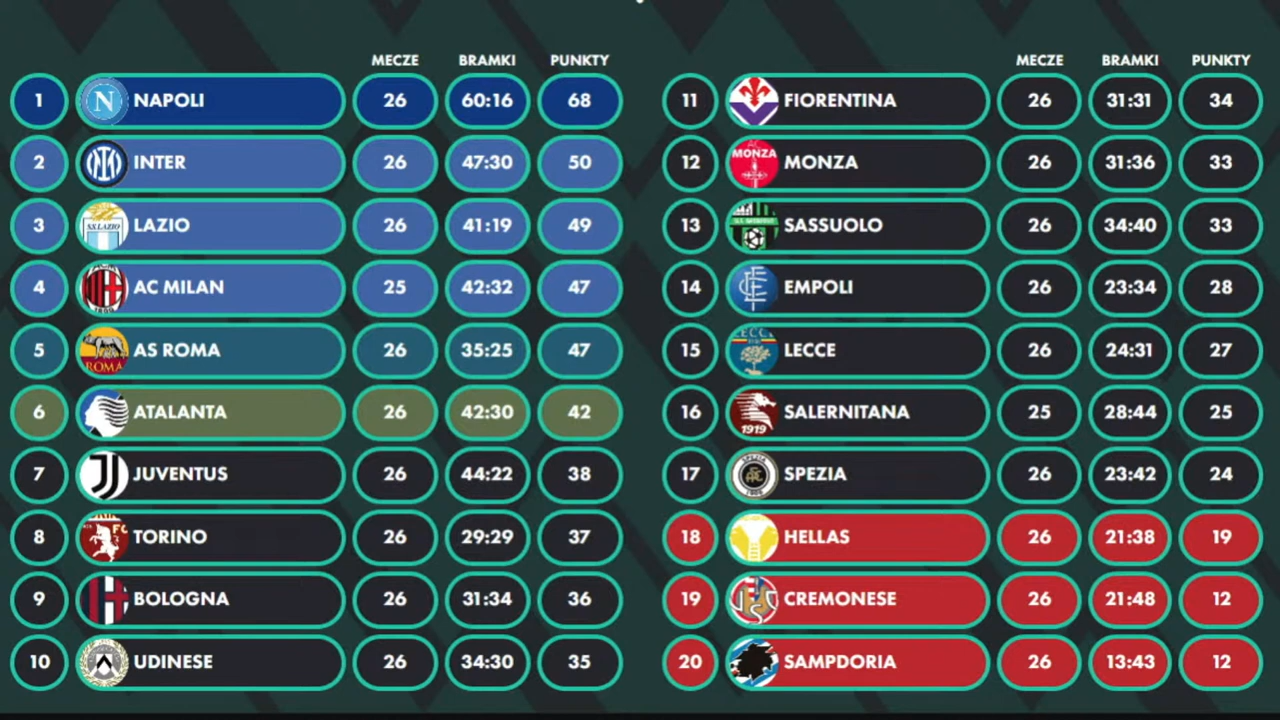 MECZE BRAMKI PUNKTY
1 NAPOLI 26 60:16 68
2 INTER 26 47:30 50
3 LAZIO 26 41:19 49
4 AC MILAN 25 42:32 47
5 AS ROMA 26 35:25 47
6 ATALANTA 26 42:30 42
7 JUVENTUS 26 44:22 38
8 TORINO 26 29:29 37
9 BOLOGNA 26 31:34 36
10 UDINESE 26 34:30 35
MECZE BRAMKI PUNKTY
11 FIORENTINA 26 31:31 34
12 MONZA 26 31:36 33
13 SASSUOLO 26 34:40 33
14 EMPOLI 26 23:34 28
15 LECCE 26 24:31 27
16 SALERNITANA 25 28:44 25
17 SPEZIA 26 23:42 24
18 HELLAS 26 21:38 19
19 CREMONESE 26 21:48 12
20 SAMPDORIA 26 13:43 12
N
S.S. LAZIO
ROMA
AC
MONZA
1919